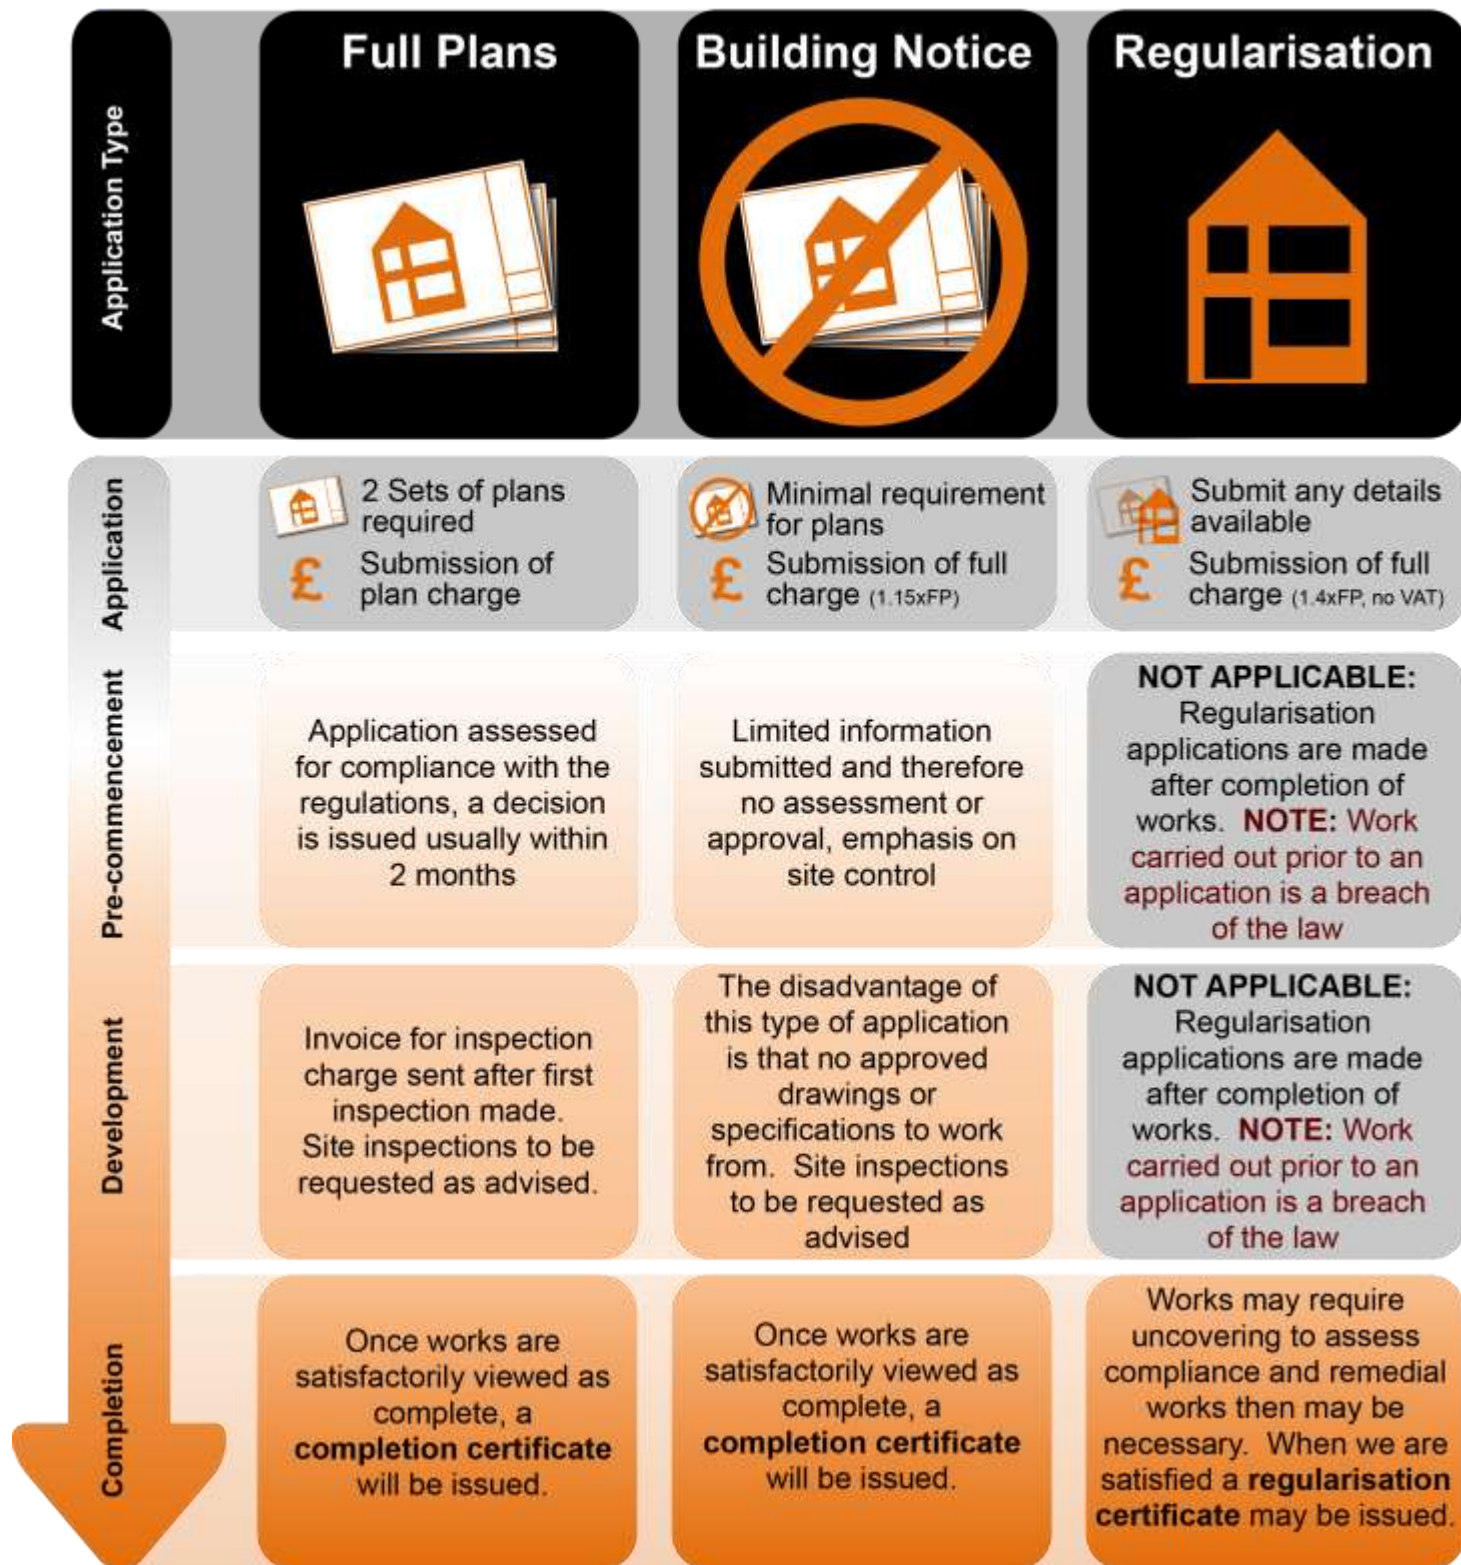 Application Type
Full Plans
Building Notice
Regularisation
Application
2 Sets of plans
required
£
Submission of
plan charge
Minimal requirement
for plans
£
Submission of full
charge (1.15xFP)
Submit any details
available
£
Submission of full
charge (1.4xFP, no VAT)
Pre-commencement
Application assessed
for compliance with the
regulations, a decision
is issued usually within
2 months
Limited information
submitted and therefore
no assessment or
approval, emphasis on
site control
NOT APPLICABLE:
Regularisation
applications are made
after completion of
works.  NOTE: Work
carried out prior to an
application is a breach
of the law
Development
Invoice for inspection
charge sent after first
inspection made.
Site inspections to be
requested as advised.
The disadvantage of
this type of application
is that no approved
drawings or
specifications to work
from.  Site inspections
to be requested as
advised
NOT APPLICABLE:
Regularisation
applications are made
after completion of
works.  NOTE: Work
carried out prior to an
application is a breach
of the law
Completion
Once works are
satisfactorily viewed as
complete, a
completion certificate
will be issued.
Once works are
satisfactorily viewed as
complete, a
completion certificate
will be issued.
Works may require
uncovering to assess
compliance and remedial
works then may be
necessary.  When we are
satisfied a regularisation
certificate may be issued.